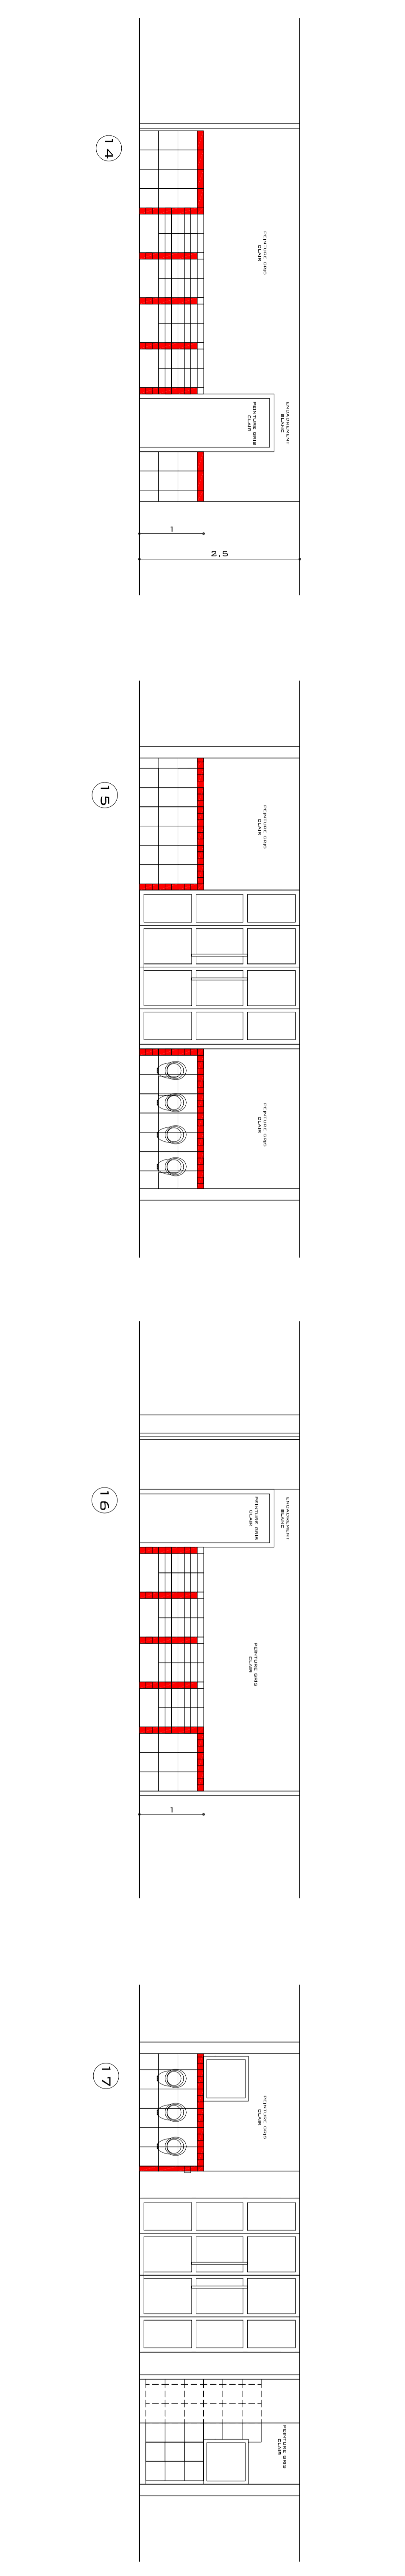 14
PEINTURE GRIS
CLAIR
ENCADREMENT
BLANC
PEINTURE GRIS
CLAIR
1
2.5
15
PEINTURE GRIS
CLAIR
PEINTURE GRIS
CLAIR
16
ENCADREMENT
BLANC
PEINTURE GRIS
CLAIR
PEINTURE GRIS
CLAIR
1
17
PEINTURE GRIS
CLAIR
PEINTURE GRIS
CLAIR